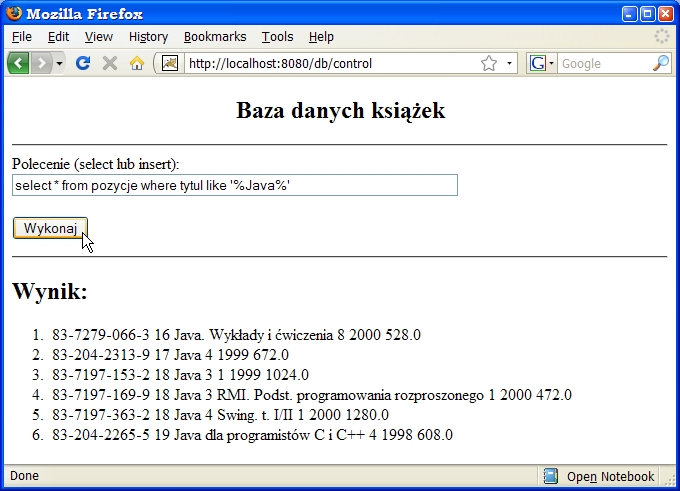 Mozilla Firefox
File Edit View History Bookmarks Tools Help
http://localhost:8080/db/control
G Google
Baza danych książek
Polecenie (select lub insert):
select * from pozycje where tytul like '%Java%'
Wykonaj
Wynik:
1. 83-7279-066-3 16 Java. Wykłady i ćwiczenia 8 2000 528.0
2. 83-204-2313-9 17 Java 4 1999 672.0
3. 83-7197-153-2 18 Java 3 1 1999 1024.0
4. 83-7197-169-9 18 Java 3 RMI. Podst. programowania rozproszonego 1 2000 472.0
5. 83-7197-363-2 18 Java 4 Swing. t. I/II 1 2000 1280.0
6. 83-204-2265-5 19 Java dla programistów C i C++ 4 1998 608.0
Done
Open Notebook